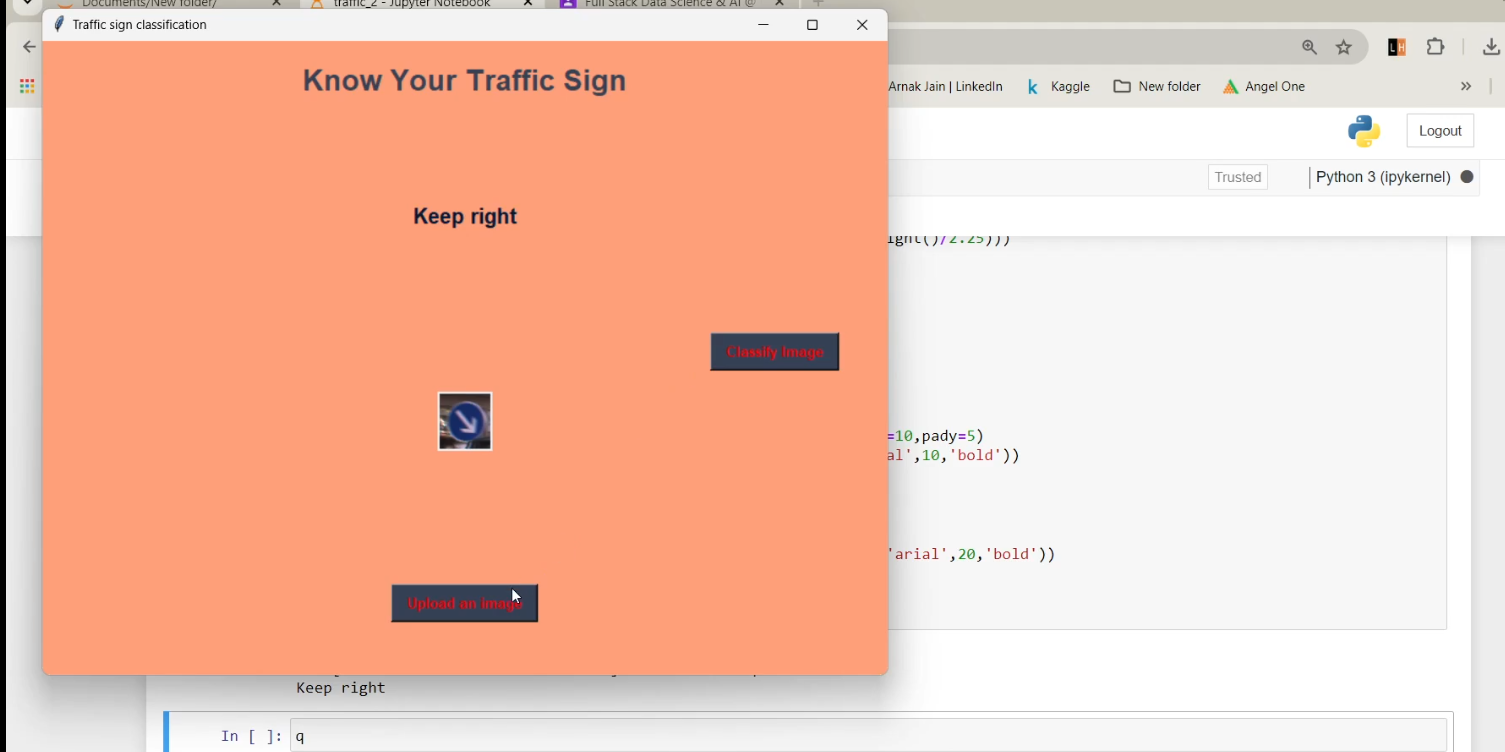 Documents/New folder/
traffic_2 - Jupyter Notebook
Full Stack Data Science & AI @
Traffic sign classification
Know Your Traffic Sign
Arnak Jain | LinkedIn
Kaggle
New folder
Angel One
Logout
Trusted
Python 3 (ipykernel)
Keep right
ight()/2.25)))
Classify Image
=10,pady=5)
al',10,'bold'))
'arial',20,'bold'))
Upload an image
Keep right
In [ ]: q